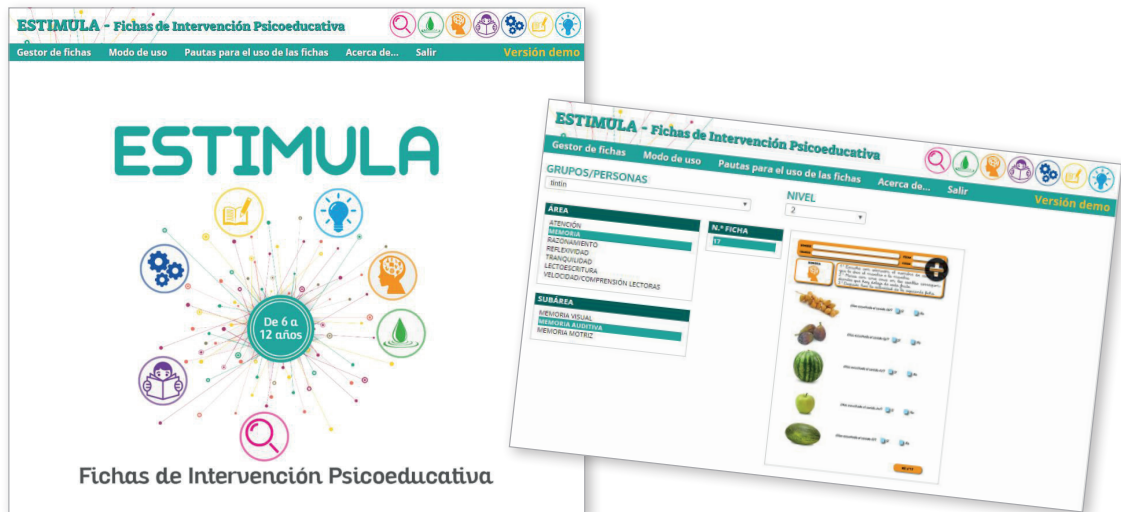 ESTIMULA - Fichas de Intervención Psicoeducativa
Gestor de fichas Modo de uso Pautas para el uso de las fichas Acerca de... Salir Versión demo
ESTIMULA
De 6 a
12 años
Fichas de Intervención Psicoeducativa
ESTIMULA - Fichas de Intervención Psicoeducativa
Gestor de fichas Modo de uso Pautas para el uso de las fichas Acerca de... Salir Versión demo
GRUPOS/PERSONAS
tintin
NIVEL
2
ÁREA
ATENCIÓN
MEMORIA
RAZONAMIENTO
REFLEXIVIDAD
TRANQUILIDAD
LECTOESCRITURA
VELOCIDAD/COMPRENSIÓN LECTORAS
N.º FICHA
17
SUBÁREA
MEMORIA VISUAL
MEMORIA AUDITIVA
MEMORIA MOTRIZ